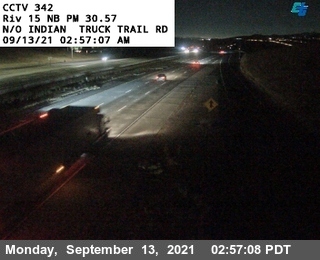 CCTV 342
Riv 15 NB PM 30.57
N/O INDIAN TRUCK TRAIL RD
09/13/21 02:57:07 AM
Monday, September 13, 2021 02:57:08 PDT